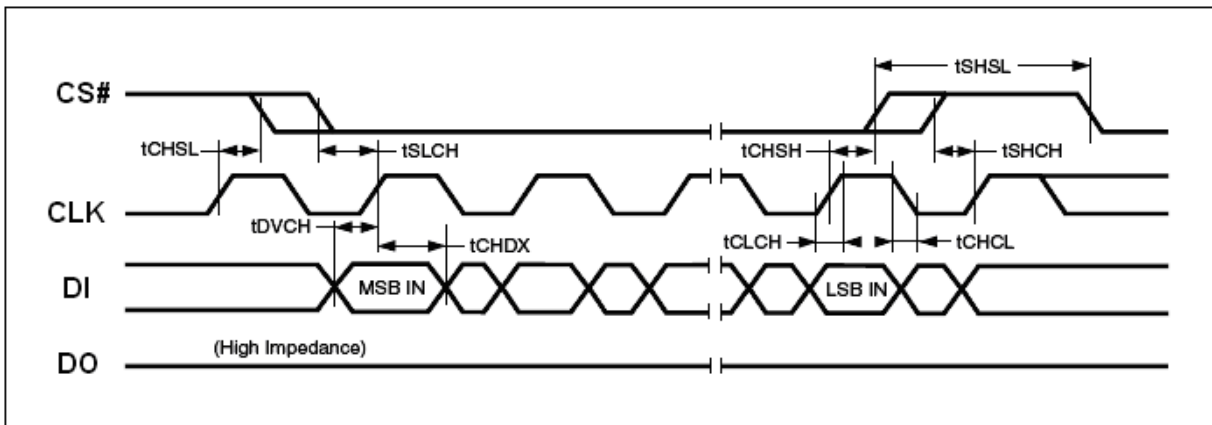 tSHSL
CS#
tCHSL
tSLCH
tCHSH
tSHCH
CLK
tDVCH
tCHDX
tCLCH
tCHCL
DI
MSB IN
LSB IN
(High Impedance)
DO